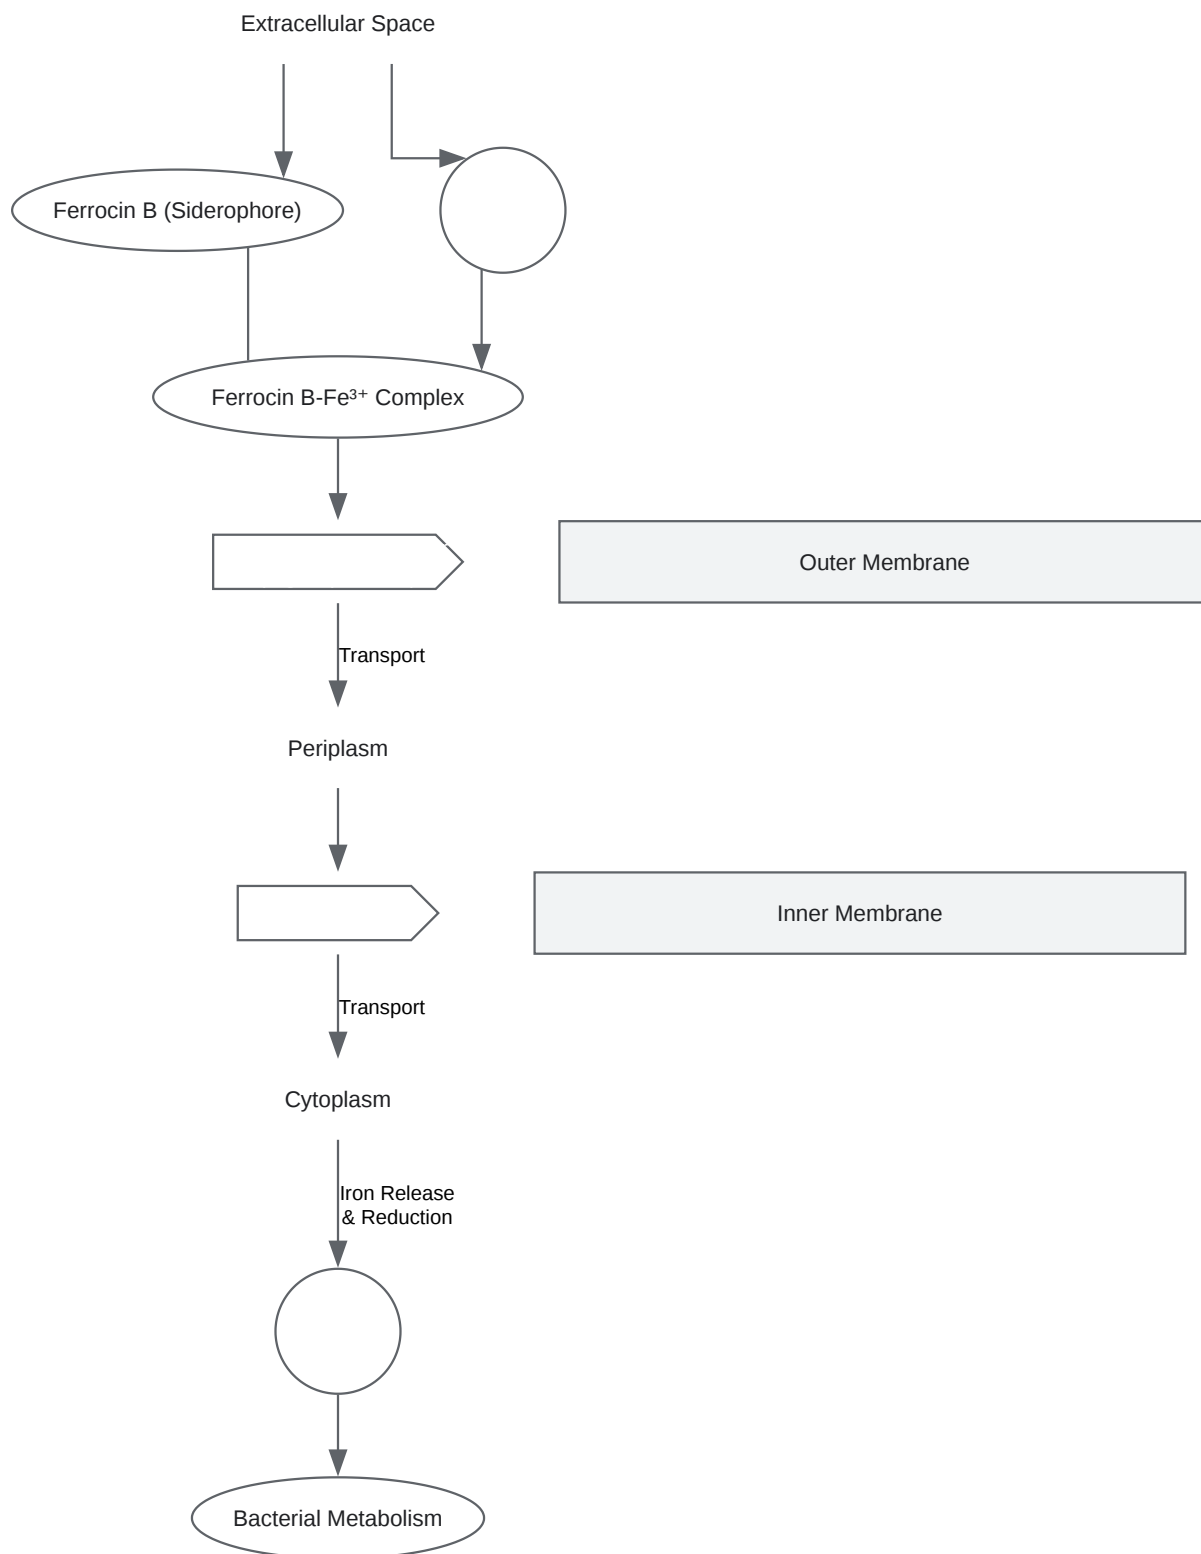 Extracellular Space
Ferrocin B (Siderophore)
Ferrocin B-Fe³⁺ Complex
Outer Membrane
Transport
Periplasm
Inner Membrane
Transport
Cytoplasm
Iron Release
& Reduction
Bacterial Metabolism